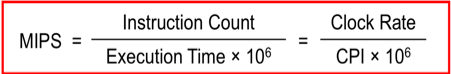 MIPS = Instruction Count / Execution Time × 10⁶ = Clock Rate / CPI × 10⁶